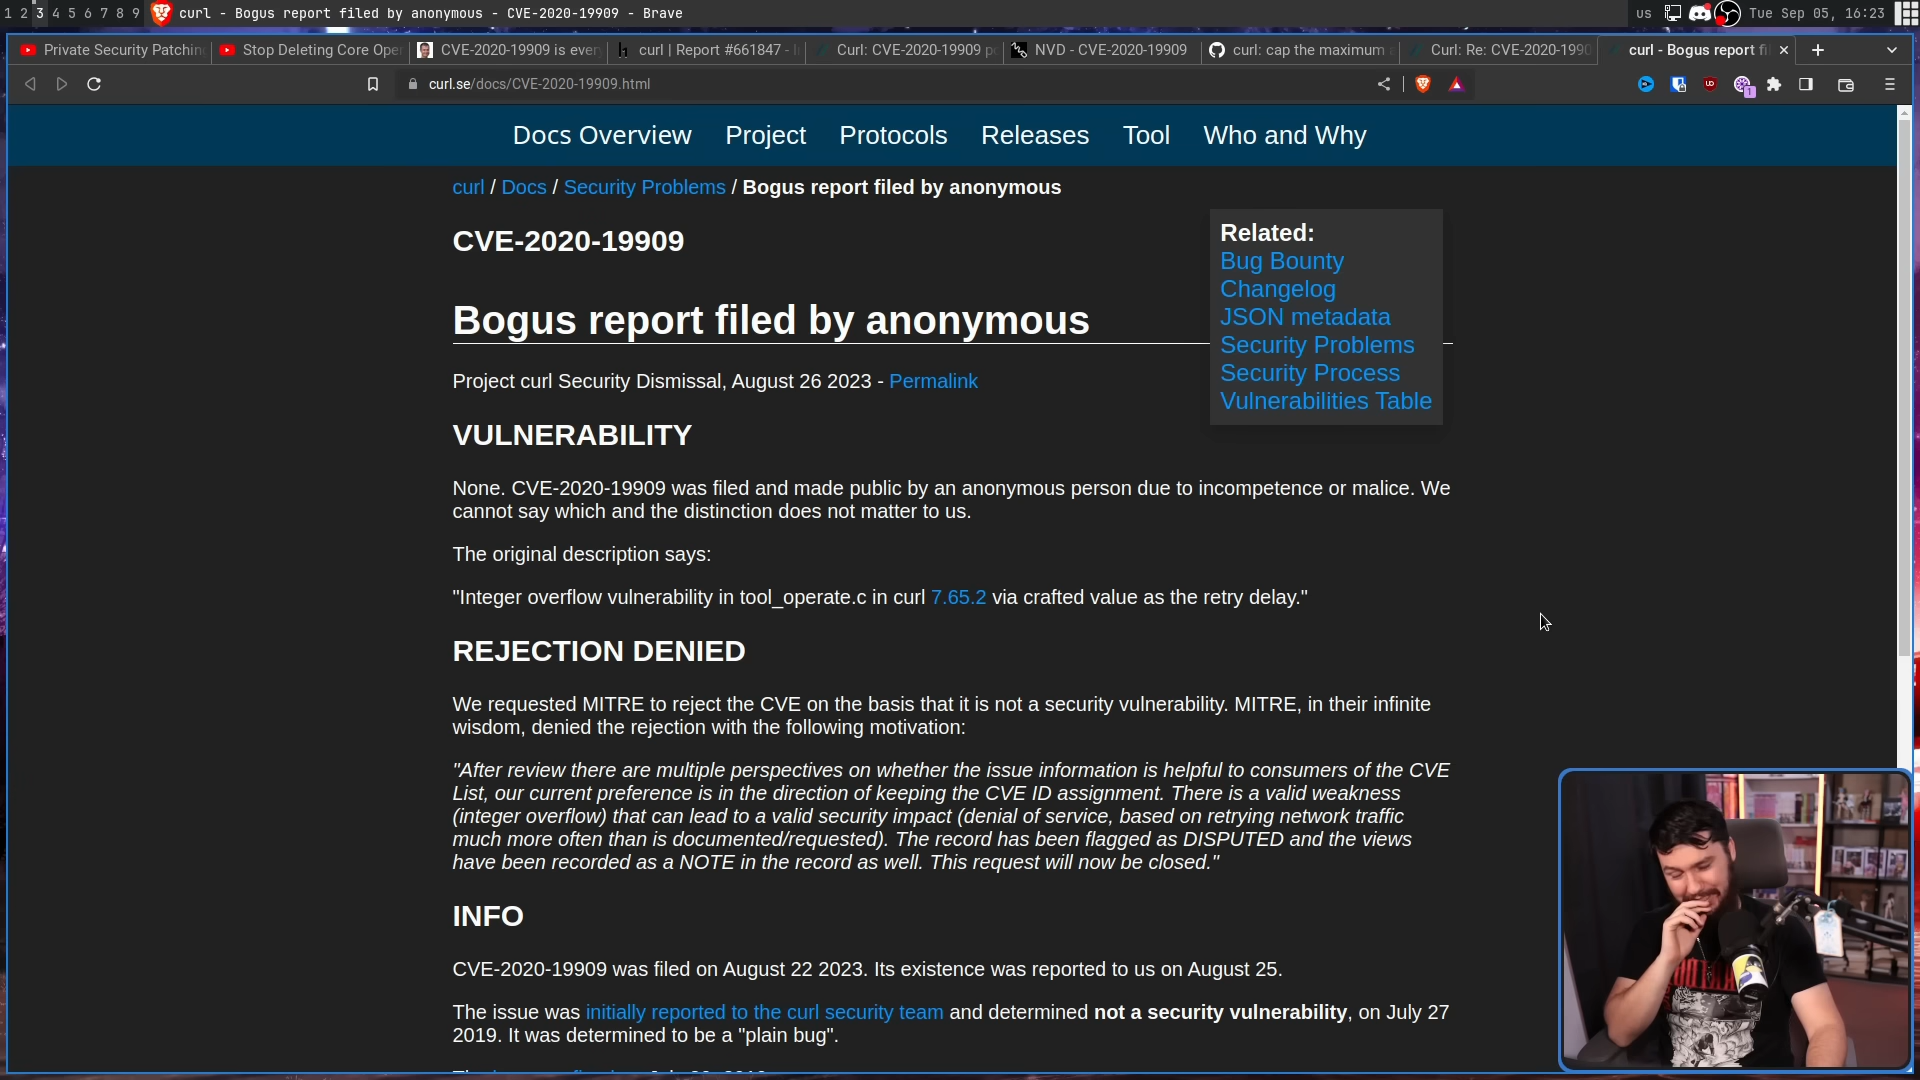 1 2 3 4 5 6 7 8 9 curl - Bogus report filed by anonymous - CVE-2020-19909 - Brave us Tue Sep 05, 16:23
Private Security Patchin Stop Deleting Core Oper CVE-2020-19909 is ever curl | Report #661847 - Curl: CVE-2020-19909 p NVD - CVE-2020-19909 curl: cap the maximum Curl: Re: CVE-2020-1990 curl - Bogus report fi
curl.se/docs/CVE-2020-19909.html
Docs Overview Project Protocols Releases Tool Who and Why
curl / Docs / Security Problems / Bogus report filed by anonymous
CVE-2020-19909
Related:
Bug Bounty
Changelog
JSON metadata
Security Problems
Security Process
Vulnerabilities Table
Bogus report filed by anonymous
Project curl Security Dismissal, August 26 2023 - Permalink
VULNERABILITY
None. CVE-2020-19909 was filed and made public by an anonymous person due to incompetence or malice. We
cannot say which and the distinction does not matter to us.
The original description says:
"Integer overflow vulnerability in tool_operate.c in curl 7.65.2 via crafted value as the retry delay."
REJECTION DENIED
We requested MITRE to reject the CVE on the basis that it is not a security vulnerability. MITRE, in their infinite
wisdom, denied the rejection with the following motivation:
"After review there are multiple perspectives on whether the issue information is helpful to consumers of the CVE
List, our current preference is in the direction of keeping the CVE ID assignment. There is a valid weakness
(integer overflow) that can lead to a valid security impact (denial of service, based on retrying network traffic
much more often than is documented/requested). The record has been flagged as DISPUTED and the views
have been recorded as a NOTE in the record as well. This request will now be closed."
INFO
CVE-2020-19909 was filed on August 22 2023. Its existence was reported to us on August 25.
The issue was initially reported to the curl security team and determined not a security vulnerability, on July 27
2019. It was determined to be a "plain bug".